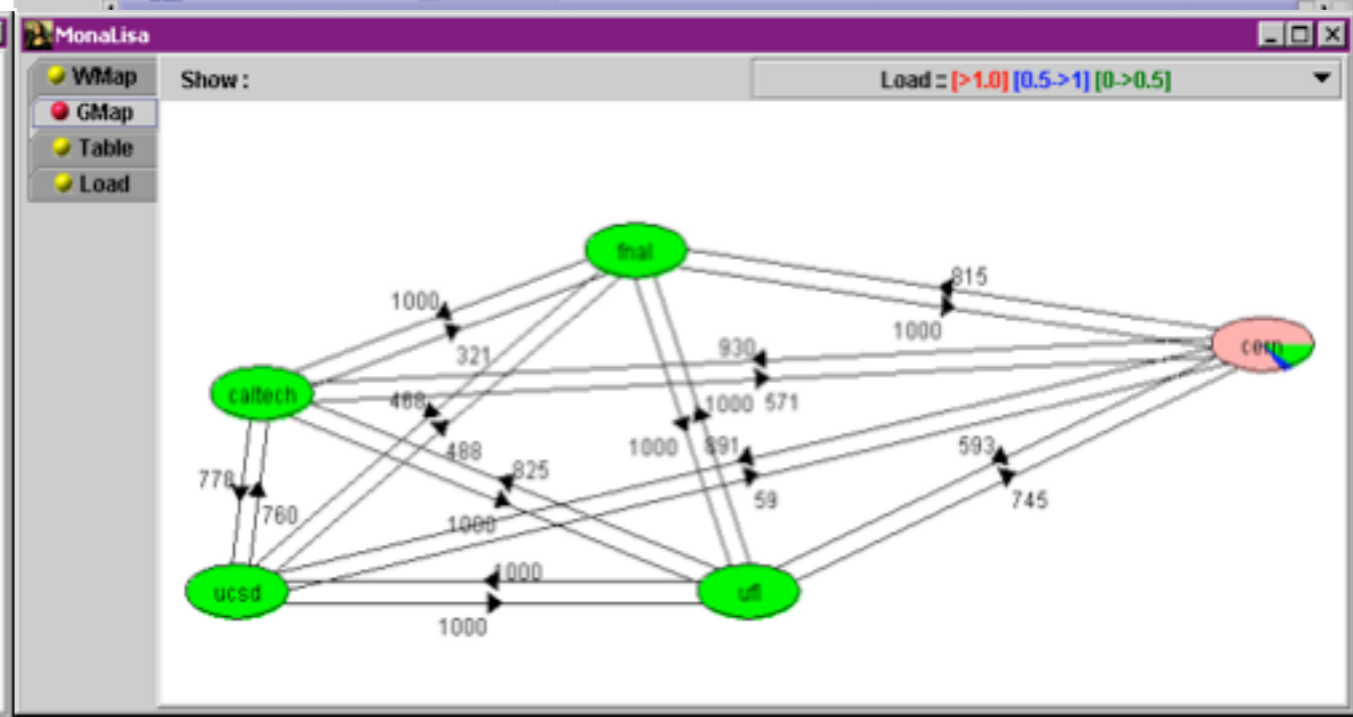 MonaLisa
WMap
Show :
Load = [>1.0] [0.5->1] [0->0.5]
GMap
Table
Load
fnal
815
1000
1000
cern
930
321
caltech
468
1000
571
1000
891
593
488
825
778
59
745
760
1000
ucsd
1000
ufl
1000